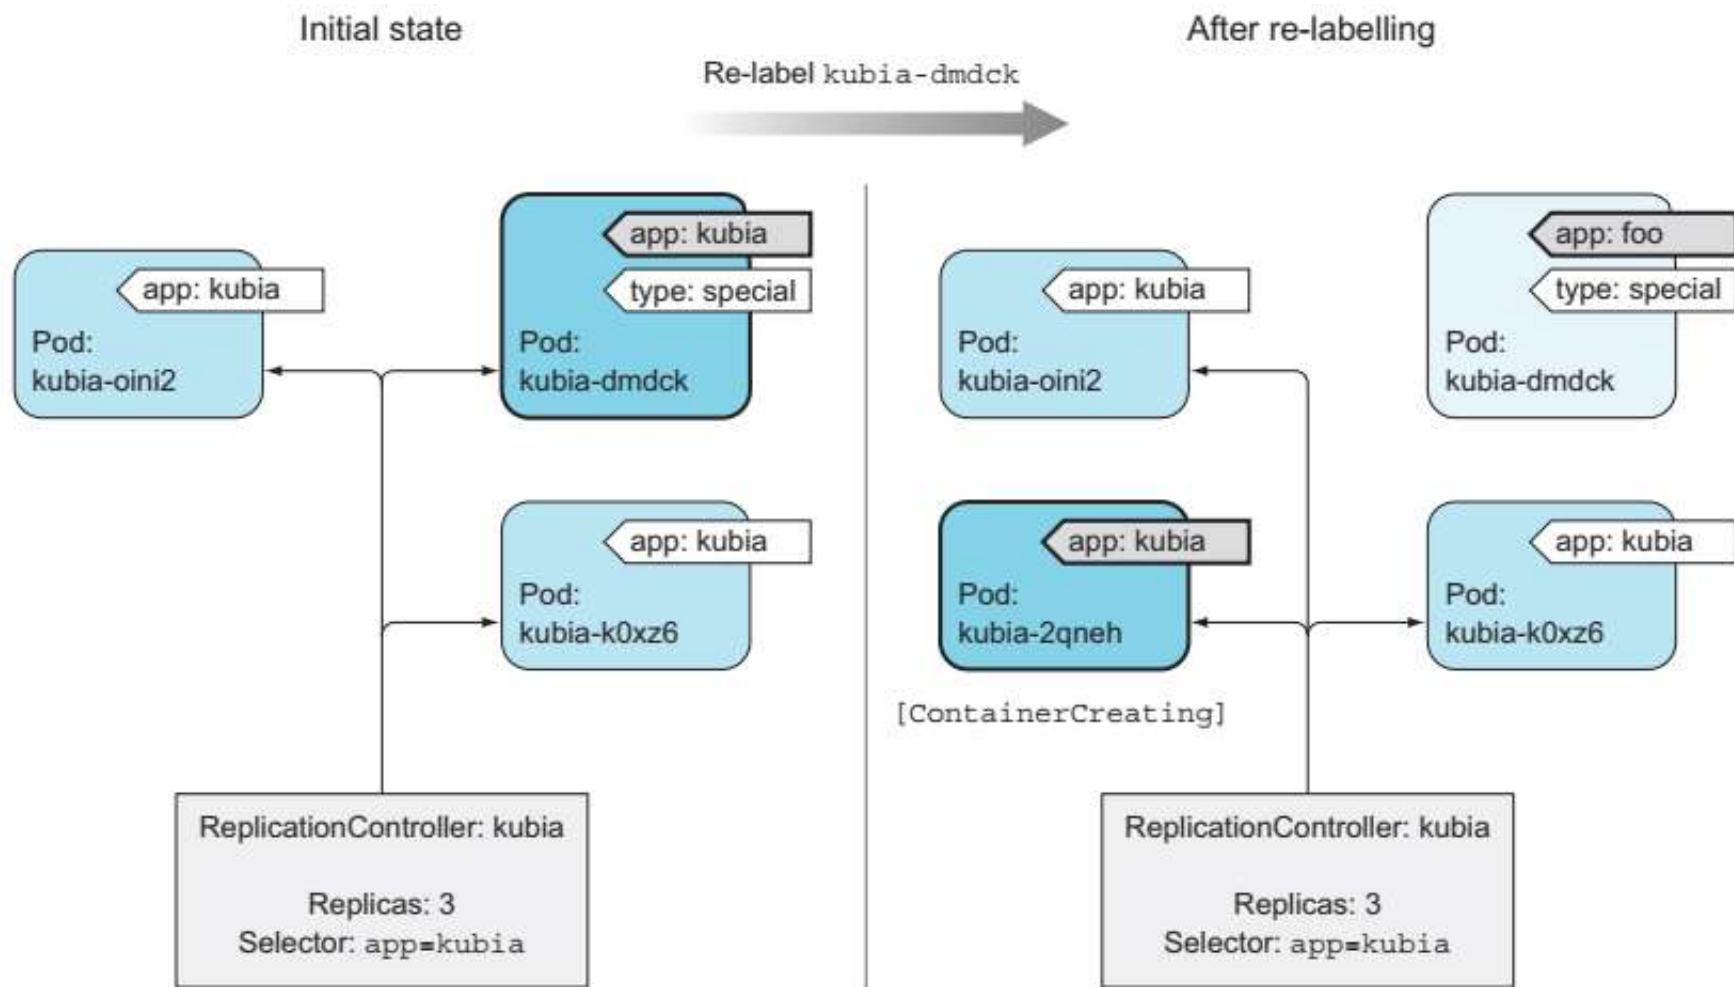 Initial state
After re-labelling
Re-label kubia-dmdck
app: kubia
Pod:
kubia-oini2
app: kubia
type: special
Pod:
kubia-dmdck
app: kubia
Pod:
kubia-k0xz6
ReplicationController: kubia
Replicas: 3
Selector: app=kubia
app: kubia
Pod:
kubia-oini2
app: foo
type: special
Pod:
kubia-dmdck
app: kubia
Pod:
kubia-2qneh
[ContainerCreating]
app: kubia
Pod:
kubia-k0xz6
ReplicationController: kubia
Replicas: 3
Selector: app=kubia